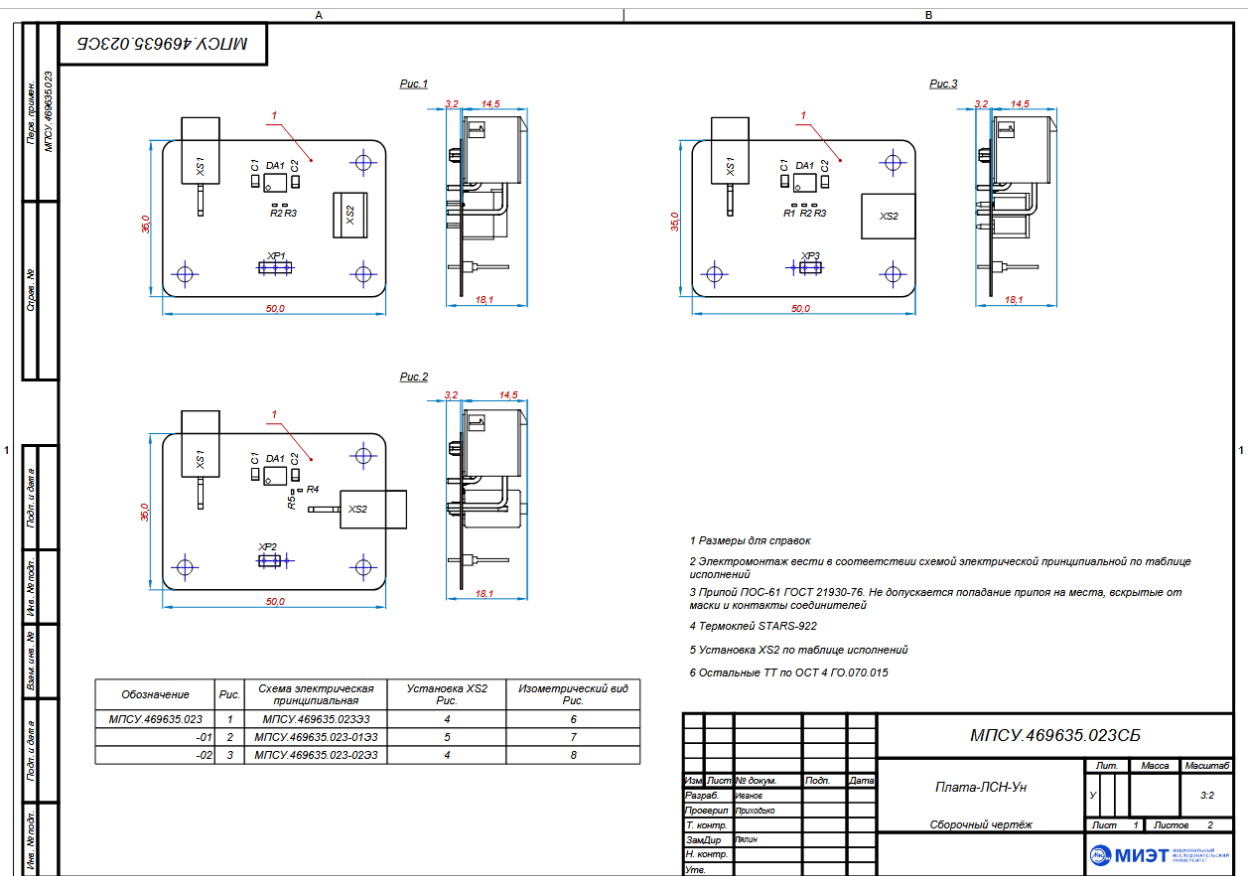 A
B
МПСУ.469635.023СБ
Перв. примен.
МПСУ.469635.023
Справ. №
Подп. и дата
Инв. № подл.
Взам. инв. №
Подп. и дата
Инв. № подл.
1
1
Рис.1
3,2
14,5
1
XS1
C1
DA1
C2
R2
R3
XS2
XP1
35,0
50,0
18,1
Рис.3
3,2
14,5
1
XS1
C1
DA1
C2
R1
R2
R3
XS2
XP3
35,0
50,0
18,1
Рис.2
3,2
14,5
1
XS1
C1
DA1
C2
R5
R4
XS2
XP2
35,0
50,0
18,1
1 Размеры для справок
2 Электромонтаж вести в соответствии схемой электрической принципиальной по таблице
исполнений
3 Припой ПОС-61 ГОСТ 21930-76. Не допускается попадание припоя на места, вскрытые от
маски и контакты соединителей
4 Термоклей STARS-922
5 Установка XS2 по таблице исполнений
6 Остальные ТТ по ОСТ 4 ГО.070.015
Обозначение Рис. Схема электрическая принципиальная Установка XS2 Рис. Изометрический вид Рис.
МПСУ.469635.023 1 МПСУ.469635.023Э3 4 6
-01 2 МПСУ.469635.023-01Э3 5 7
-02 3 МПСУ.469635.023-02Э3 4 8
МПСУ.469635.023СБ
Изм. Лист № докум. Подп. Дата
Разраб. Иванов
Проверил Приходько
Т. контр.
ЗамДир
Н. контр.
Утв.
Плата-ЛСН-Ун
Сборочный чертёж
Лит. Масса Масштаб
У 3:2
Лист 1 Листов 2
МИЭТ